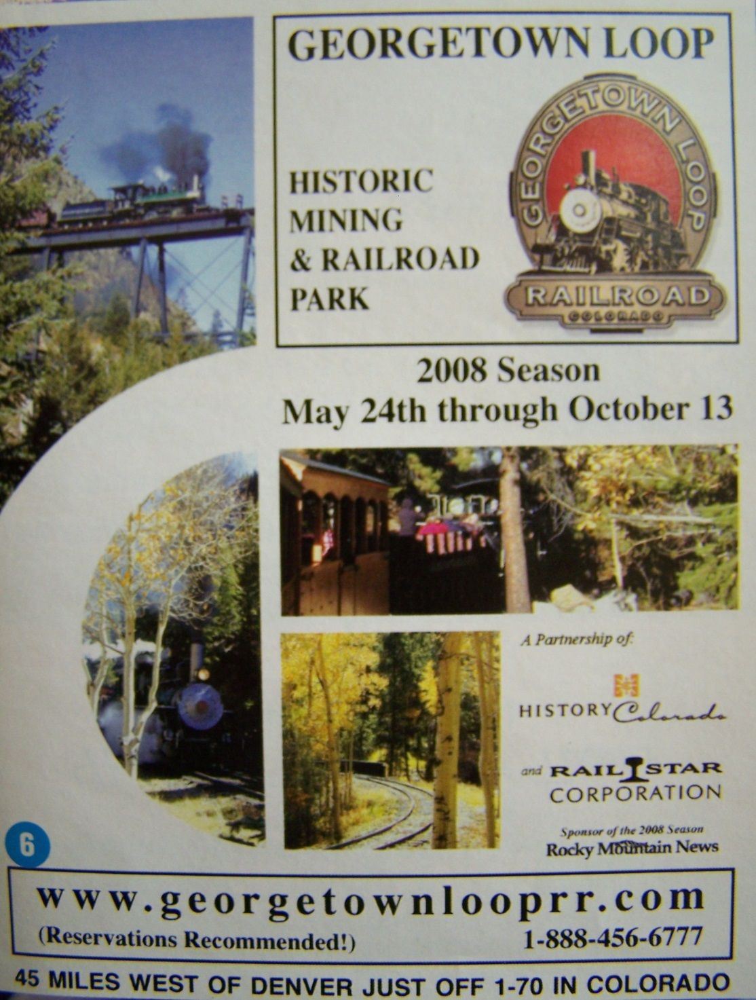 GEORGETOWN LOOP
GEORGETOWN LOOP
RAILROAD
COLORADO
HISTORIC
MINING
& RAILROAD
PARK
2008 Season
May 24th through October 13
A Partnership of:
HISTORY Colorado
and RAIL STAR
CORPORATION
Sponsor of the 2008 Season
Rocky Mountain News
6
www.georgetownlooprr.com
(Reservations Recommended!)
1-888-456-6777
45 MILES WEST OF DENVER JUST OFF 1-70 IN COLORADO